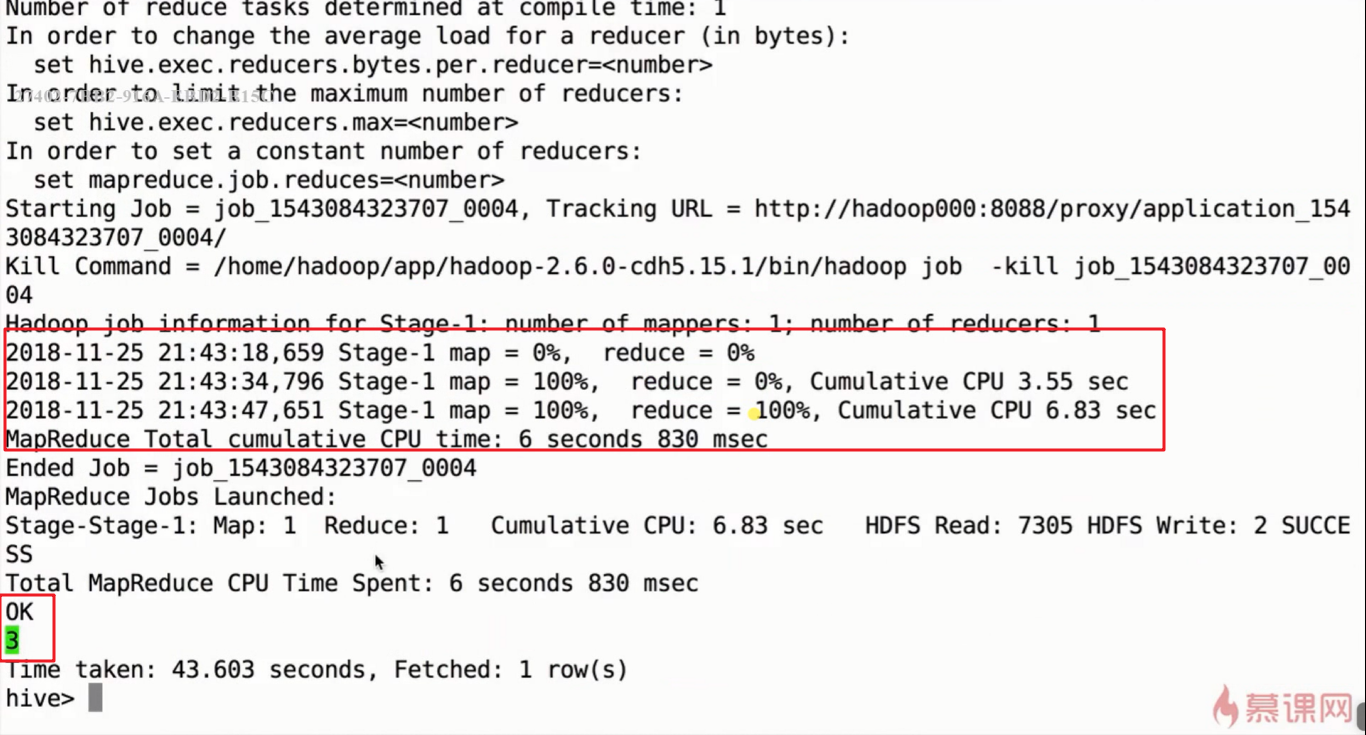 Number of reduce tasks determined at compile time: 1
In order to change the average load for a reducer (in bytes):
  set hive.exec.reducers.bytes.per.reducer=<number>
In order to limit the maximum number of reducers:
  set hive.exec.reducers.max=<number>
In order to set a constant number of reducers:
  set mapreduce.job.reduces=<number>
Starting Job = job_1543084323707_0004, Tracking URL = http://hadoop000:8088/proxy/application_154
3084323707_0004/
Kill Command = /home/hadoop/app/hadoop-2.6.0-cdh5.15.1/bin/hadoop job  -kill job_1543084323707_00
04
Hadoop job information for Stage-1: number of mappers: 1; number of reducers: 1
2018-11-25 21:43:18,659 Stage-1 map = 0%,  reduce = 0%
2018-11-25 21:43:34,796 Stage-1 map = 100%,  reduce = 0%, Cumulative CPU 3.55 sec
2018-11-25 21:43:47,651 Stage-1 map = 100%,  reduce = 100%, Cumulative CPU 6.83 sec
MapReduce Total cumulative CPU time: 6 seconds 830 msec
Ended Job = job_1543084323707_0004
MapReduce Jobs Launched:
Stage-Stage-1: Map: 1  Reduce: 1   Cumulative CPU: 6.83 sec   HDFS Read: 7305 HDFS Write: 2 SUCCE
SS
Total MapReduce CPU Time Spent: 6 seconds 830 msec
OK
3
Time taken: 43.603 seconds, Fetched: 1 row(s)
hive>
慕课网